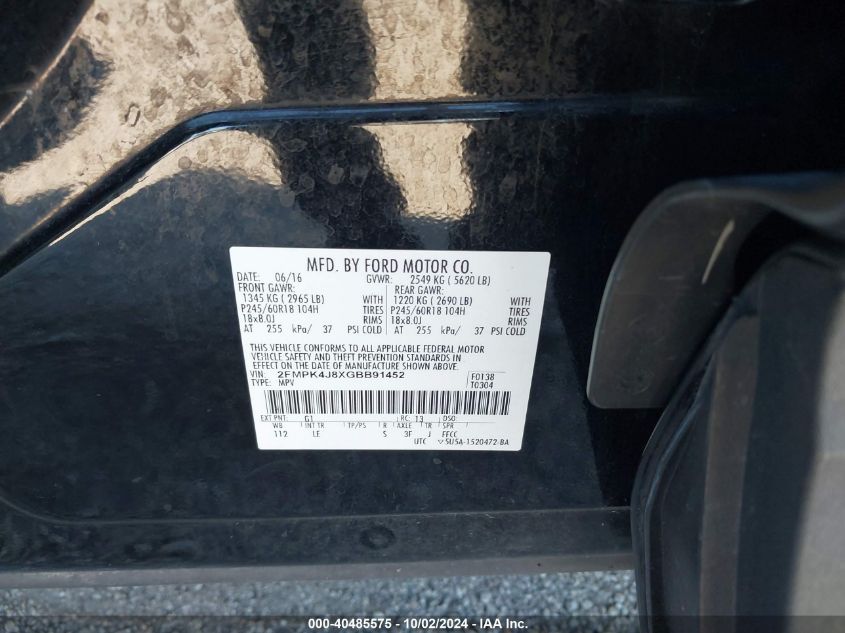 MFD. BY FORD MOTOR CO.
DATE: 06/16 GVWR: 2549 KG ( 5620 LB)
FRONT GAWR: REAR GAWR:
1345 KG ( 2965 LB) WITH 1220 KG ( 2690 LB) WITH
P245/60R18 104H TIRES P245/60R18 104H TIRES
18x8.0J RIMS 18x8.0J RIMS
AT 255 kPa/ 37 PSI COLD AT 255 kPa/ 37 PSI COLD
THIS VEHICLE CONFORMS TO ALL APPLICABLE FEDERAL MOTOR
VEHICLE SAFETY AND THEFT PREVENTION STANDARDS IN
EFFECT ON THE DATE OF MANUFACTURE SHOWN ABOVE.
VIN: 2FMPK4J8XGBB91452 F0138
TYPE: MPV T0304
EXT PNT: G1 RC: 13 DSO:
WB INT TR TP/PS R AXLE TR SPR
112 LE S 3F J FFCC
UTC 5U5A-1520472-BA
000-40485575 - 10/02/2024 - IAA Inc.